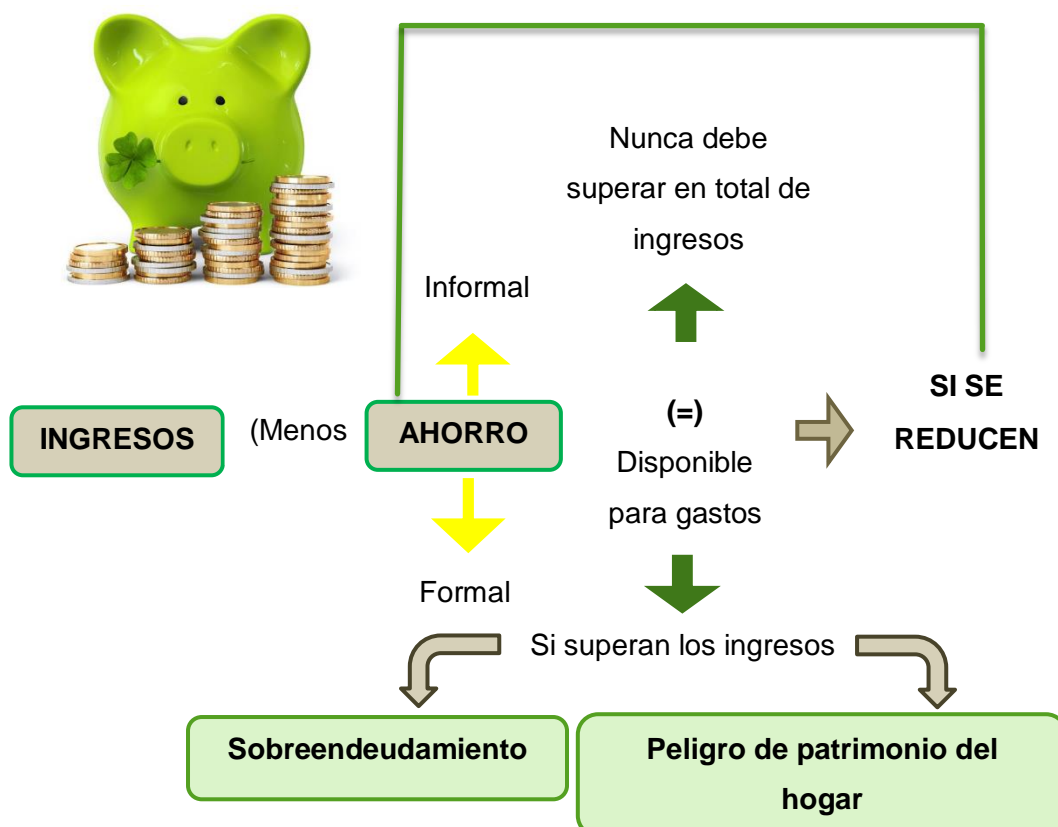 Nunca debe
superar en total de
ingresos
Informal
INGRESOS
(Menos
AHORRO
(=)
Disponible
para gastos
SI SE
REDUCEN
Formal
Si superan los ingresos
Sobreendeudamiento
Peligro de patrimonio del
hogar